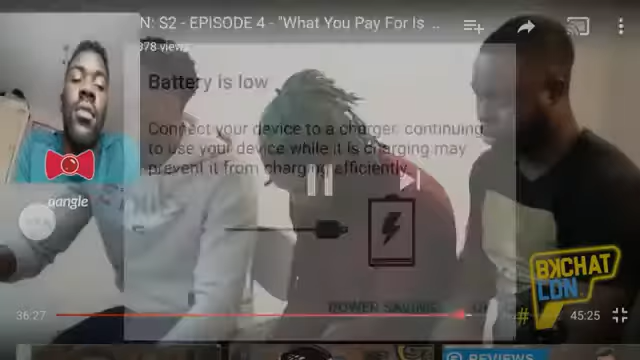 N: S2 - EPISODE 4 - "What You Pay For Is ..
378 views
Battery is low
Connect your device to a charger. continuing
to use your device while it is charging may
prevent it from charging efficiently.
aangle
POWER SAVING
BKCHAT
LDN
#
36:27
45:25
REVIEWS